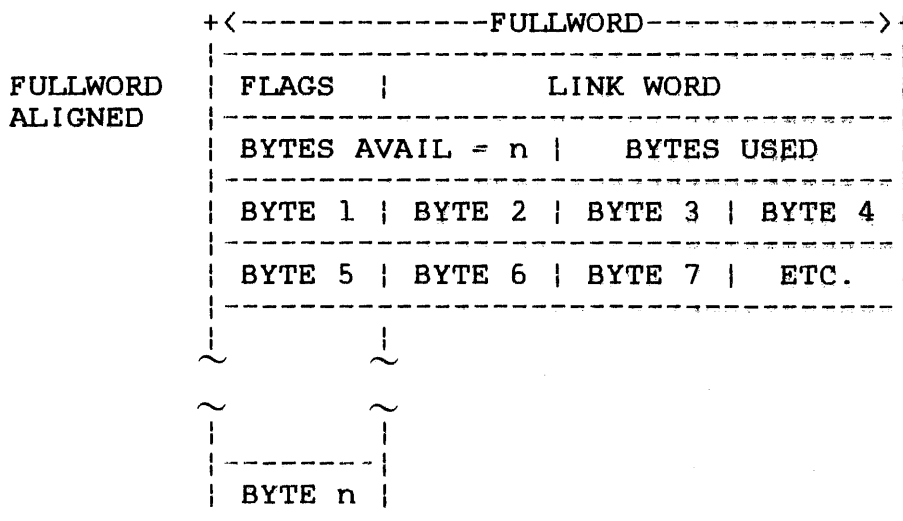 +<--------------FULLWORD------------>+
FULLWORD | FLAGS | LINK WORD
ALIGNED
| BYTES AVAIL = n | BYTES USED
| BYTE 1 | BYTE 2 | BYTE 3 | BYTE 4
| BYTE 5 | BYTE 6 | BYTE 7 | ETC.
| BYTE n |